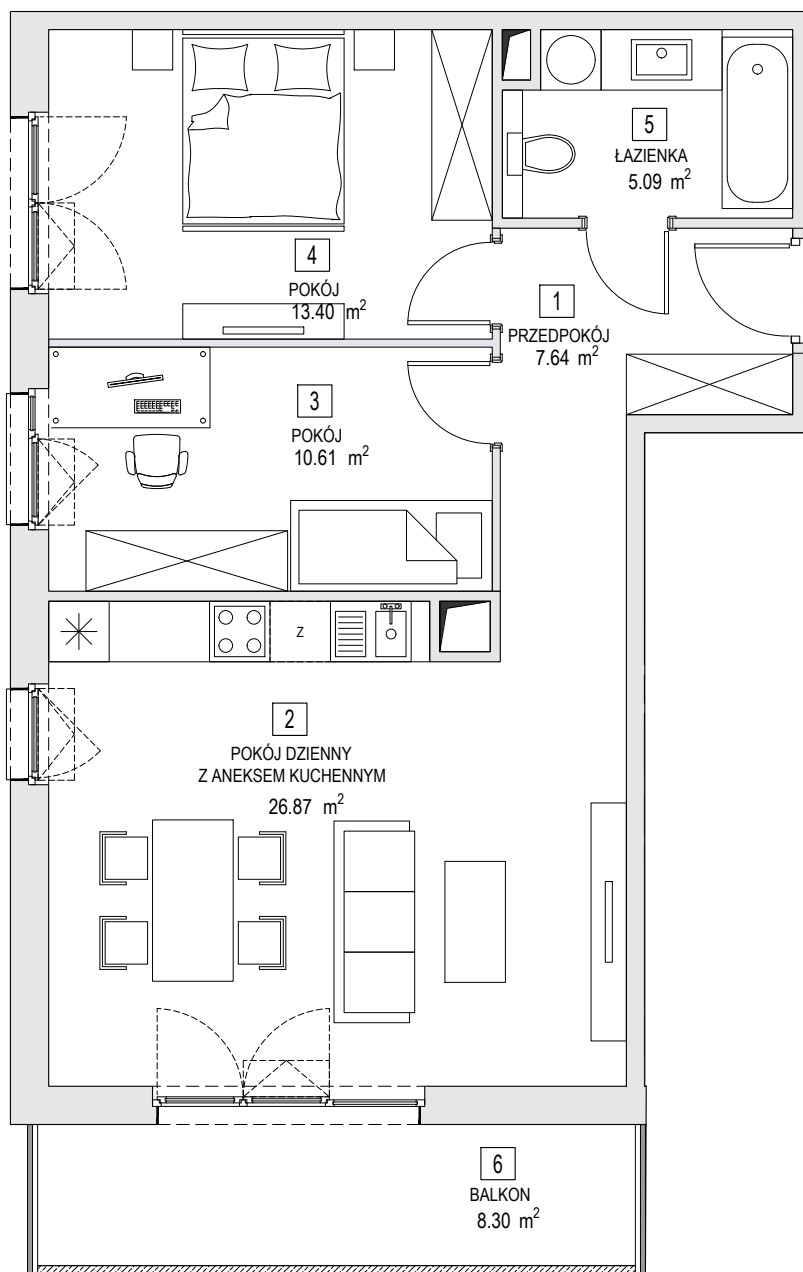 5
ŁAZIENKA
5.09 m²
4
POKÓJ
13.40 m²
1
PRZEDPOKÓJ
7.64 m²
3
POKÓJ
10.61 m²
Z
2
POKÓJ DZIENNY
Z ANEKSEM KUCHENNYM
26.87 m²
6
BALKON
8.30 m²